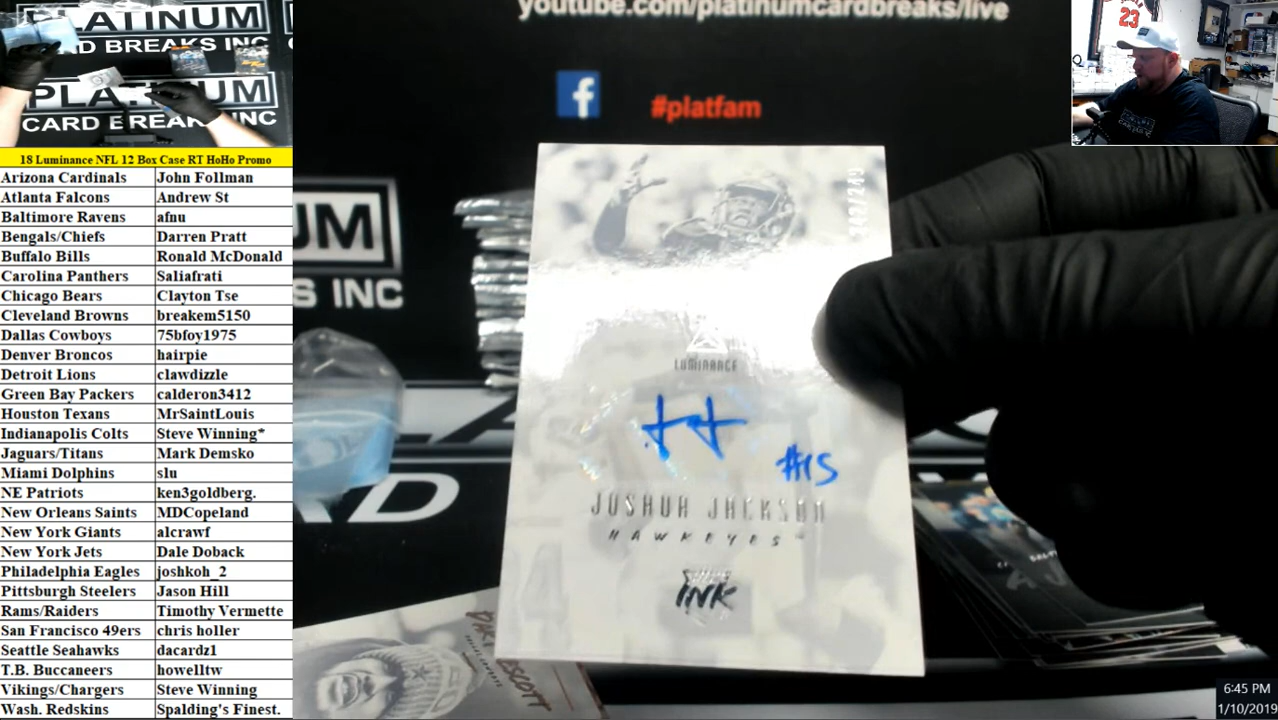 youtube.com/platinumcardbreaks/live
#platfam
18 Luminance NFL 12 Box Case RT HoHo Promo
Arizona Cardinals John Follman
Atlanta Falcons Andrew St
Baltimore Ravens afnu
Bengals/Chiefs Darren Pratt
Buffalo Bills Ronald McDonald
Carolina Panthers Saliafrati
Chicago Bears Clayton Tse
Cleveland Browns breakem5150
Dallas Cowboys 75bfoy1975
Denver Broncos hairpie
Detroit Lions clawdizzle
Green Bay Packers calderon3412
Houston Texans MrSaintLouis
Indianapolis Colts Steve Winning*
Jaguars/Titans Mark Demsko
Miami Dolphins slu
NE Patriots ken3goldberg.
New Orleans Saints MDCopeland
New York Giants alcrawf
New York Jets Dale Doback
Philadelphia Eagles joshkoh_2
Pittsburgh Steelers Jason Hill
Rams/Raiders Timothy Vermette
San Francisco 49ers chris holler
Seattle Seahawks dacardz1
T.B. Buccaneers howelltw
Vikings/Chargers Steve Winning
Wash. Redskins Spalding's Finest.
PLATINUM
CARD BREAKS INC
PLATINUM
CARD BREAKS INC
23
LUMINANCE
#15
JOSHUA JACKSON
HAWKEYES
INK
6:45 PM
1/10/2019